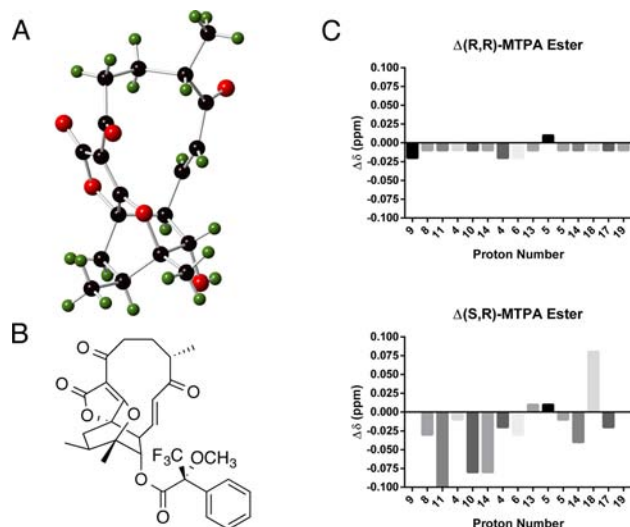 A
B
O
O
O
O
O
O
F₃C
OCH₃
O
O
C
Δ(R,R)-MTPA Ester
Δδ (ppm)
0.100
0.075
0.050
0.025
0.000
-0.025
-0.050
-0.075
-0.100
9 8 11 4 10 14 4 6 13 5 5 14 18 17 19
Proton Number
Δ(S,R)-MTPA Ester
Δδ (ppm)
0.100
0.075
0.050
0.025
0.000
-0.025
-0.050
-0.075
-0.100
9 8 11 4 10 14 4 6 13 5 5 14 18 17 19
Proton Number